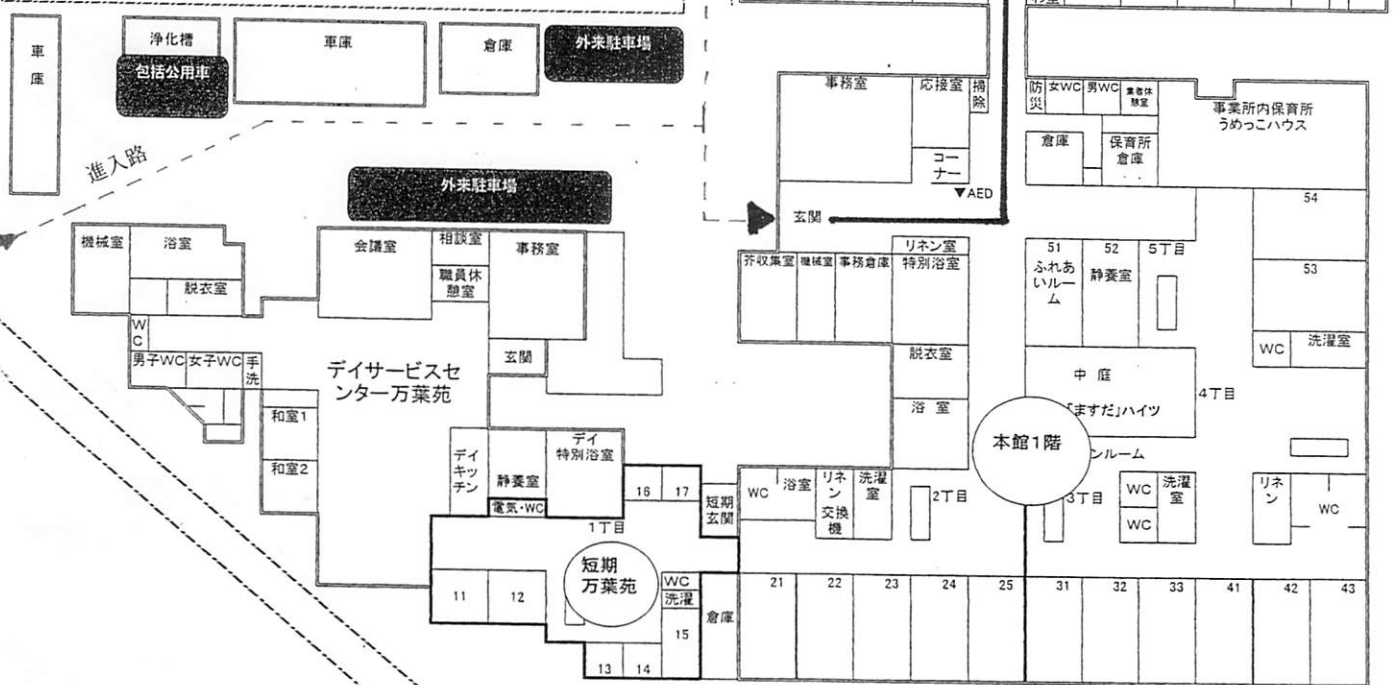 車
庫
浄化槽
包括公用車
車庫
倉庫
外来駐車場
進入路
外来駐車場
事務室
応接室
掃
除
コー
ナー
▼AED
玄関
防
災
女WC
男WC
業者休
憩室
倉庫
保育所
倉庫
事業所内保育所
うめっこハウス
54
53
WC
洗濯室
機械室
浴室
脱衣室
W
C
男子WC
女子WC
手
洗
和室1
和室2
会議室
相談室
職員休
憩室
事務室
玄関
デイサービスセ
ンター万葉苑
デイ
キッ
チン
静養室
電気・WC
デイ
特別浴室
芥収集室
機械室
事務倉庫
リネン室
特別浴室
脱衣室
浴 室
51
ふれあ
いルー
ム
52
静養室
5丁目
中 庭
「ますだ」ハイツ
4丁目
本館1階
ンルーム
16
17
短期
玄関
1丁目
短期
万葉苑
11
12
13
14
WC
洗濯
15
倉庫
WC
浴室
リネ
ン
交換
機
洗濯
室
2丁目
3丁目
WC
WC
洗濯
室
リネ
ン
WC
21
22
23
24
25
31
32
33
41
42
43